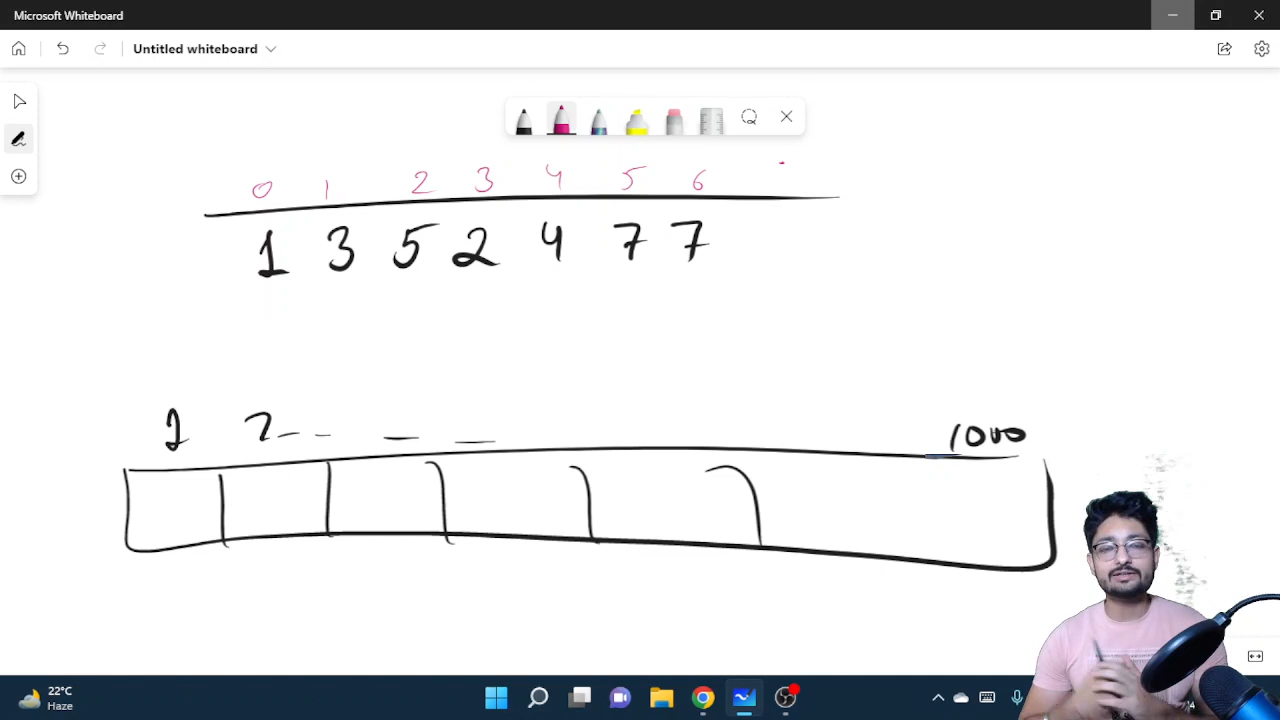 Microsoft Whiteboard
Untitled whiteboard
0 1 2 3 4 5 6
1 3 5 2 4 7 7
1 2 1000
22°C
Haze